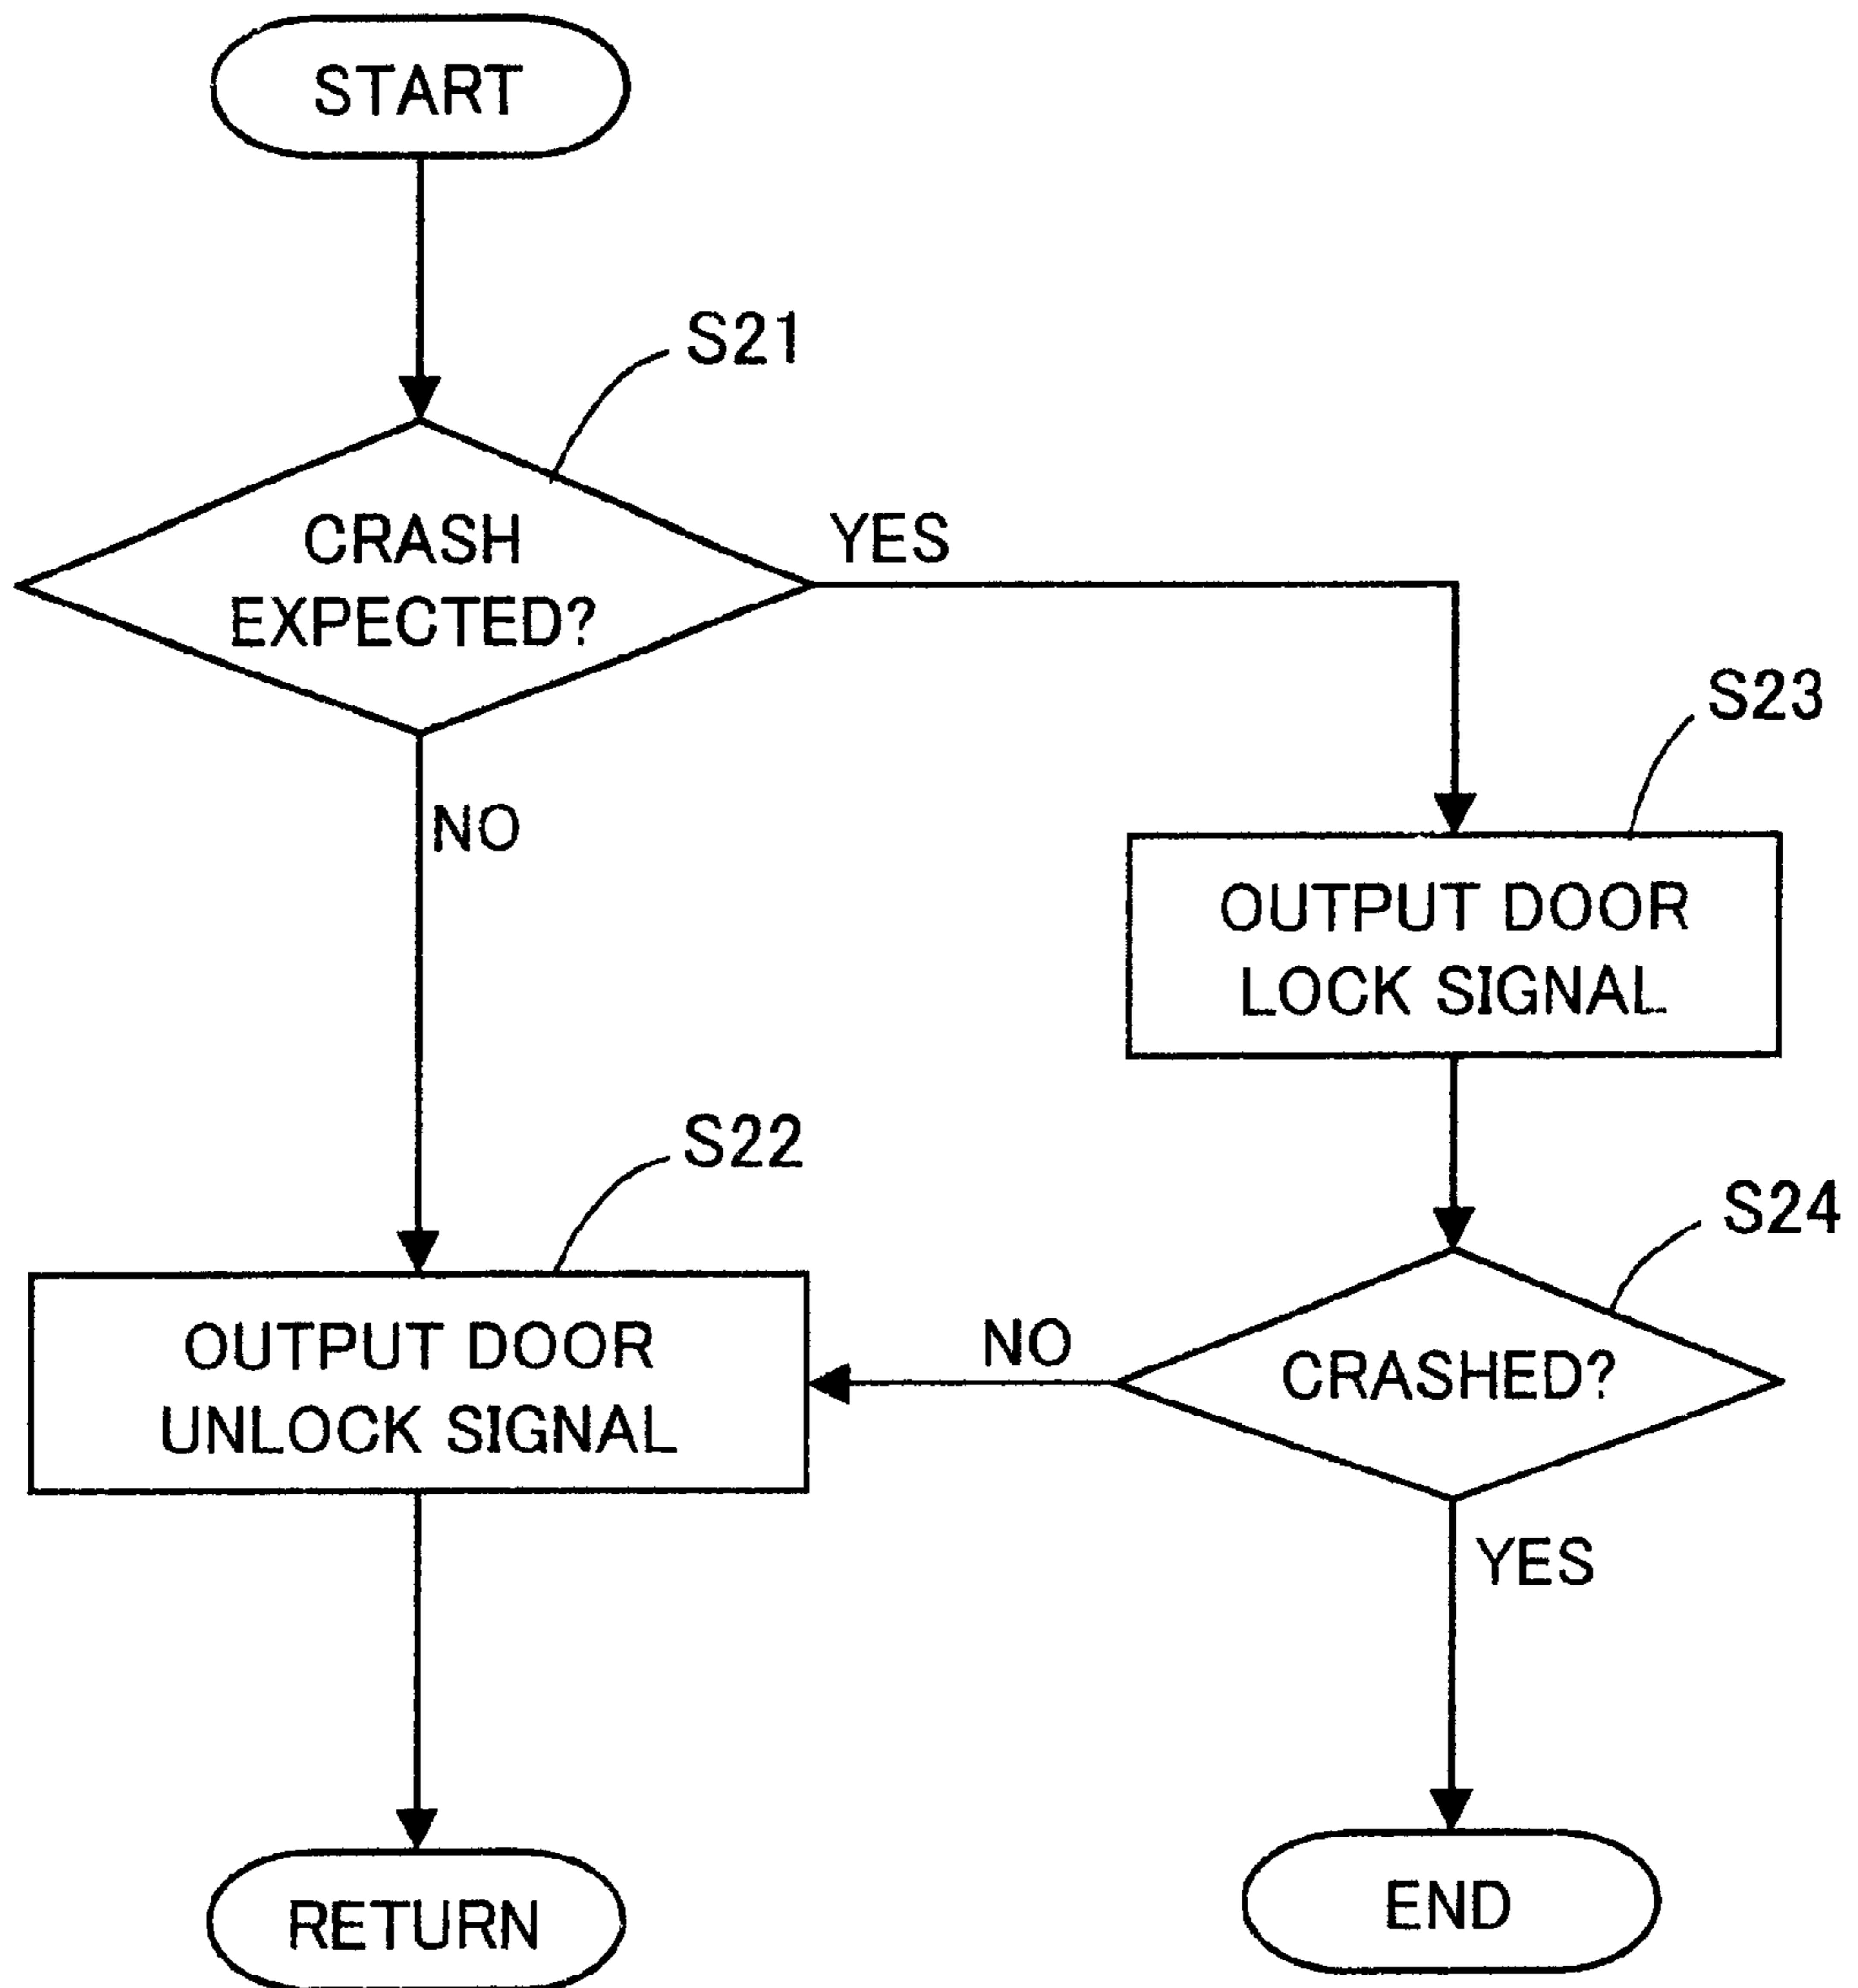 START
S21
CRASH
EXPECTED?
YES
NO
S23
OUTPUT DOOR
LOCK SIGNAL
S22
OUTPUT DOOR
UNLOCK SIGNAL
S24
NO
CRASHED?
YES
RETURN
END